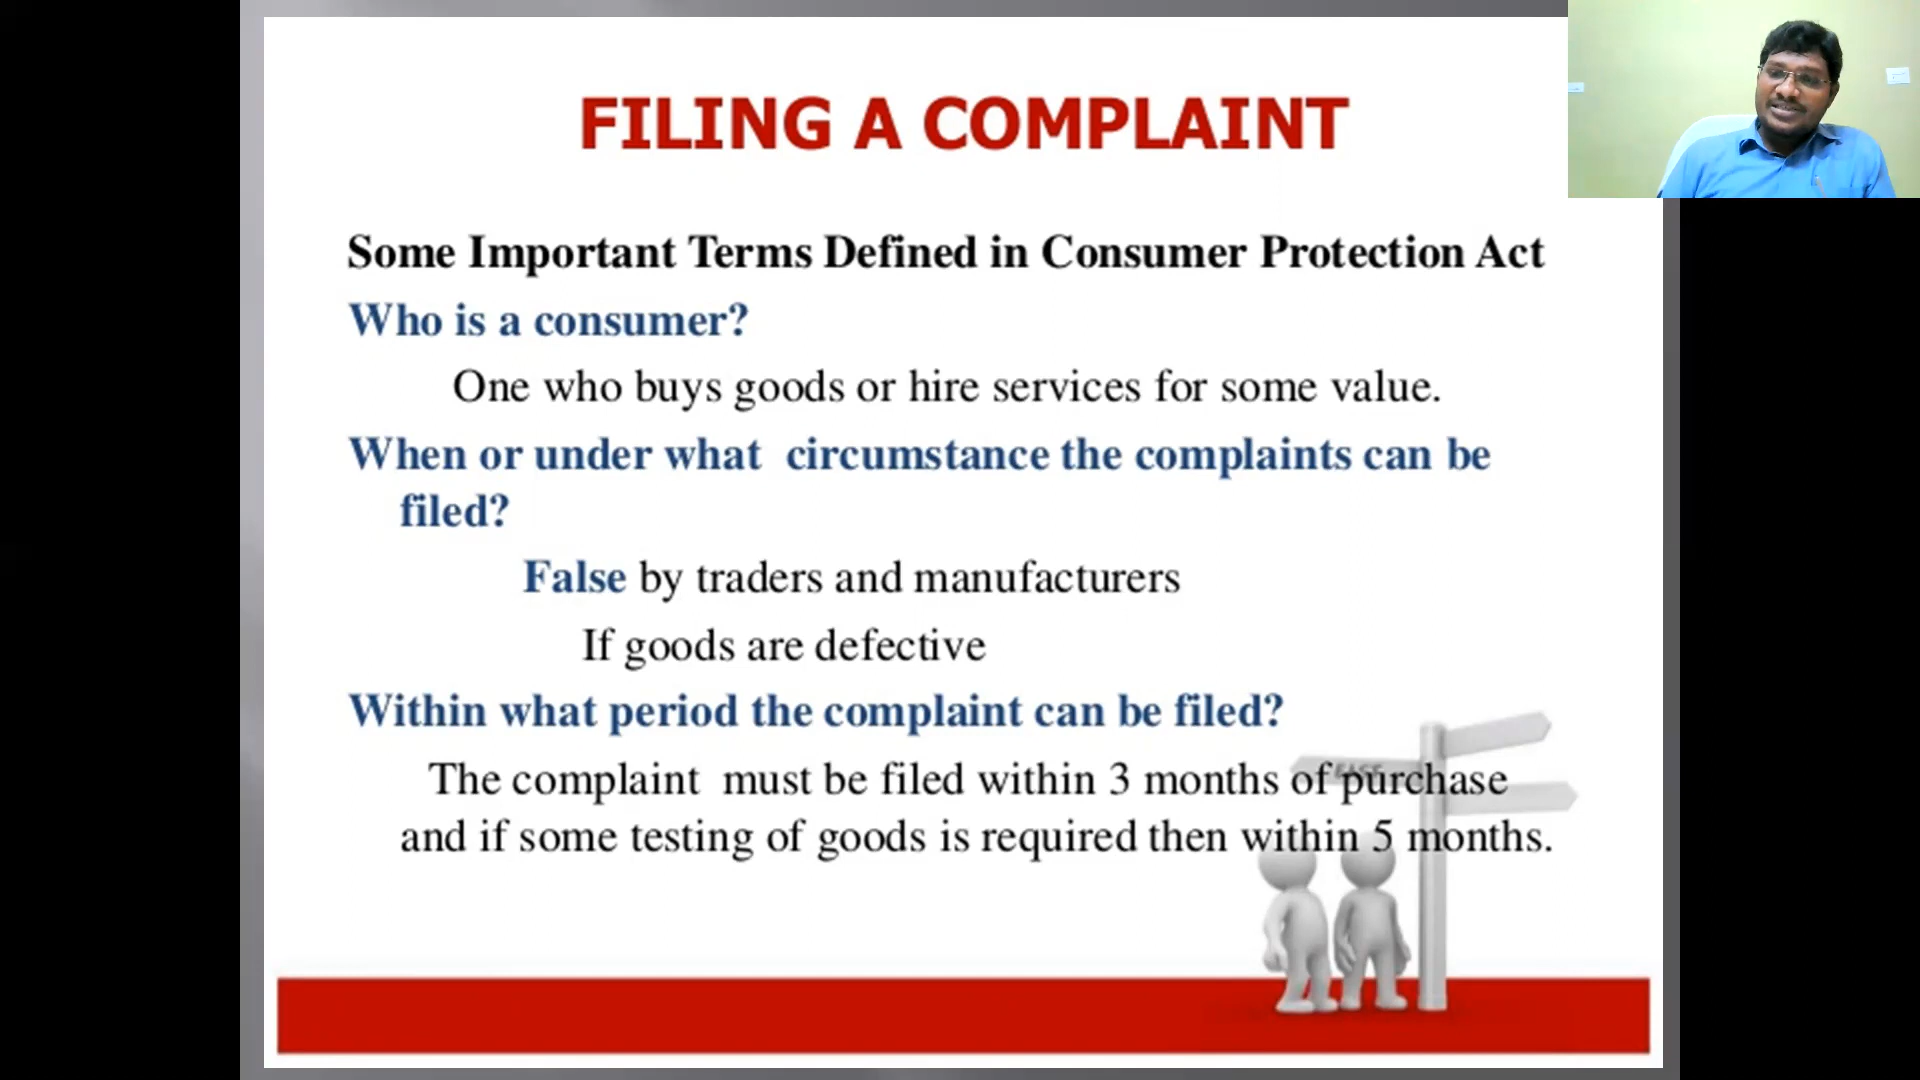 FILING A COMPLAINT
Some Important Terms Defined in Consumer Protection Act
Who is a consumer?
One who buys goods or hire services for some value.
When or under what circumstance the complaints can be
filed?
False by traders and manufacturers
If goods are defective
Within what period the complaint can be filed?
The complaint must be filed within 3 months of purchase
and if some testing of goods is required then within 5 months.